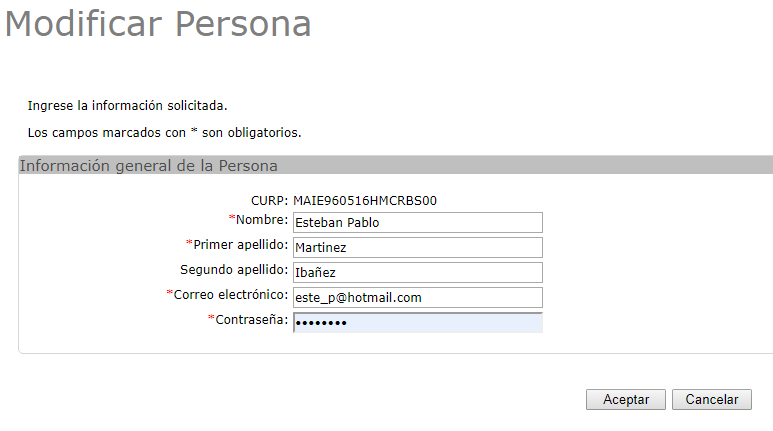 Modificar Persona
Ingrese la información solicitada.
Los campos marcados con * son obligatorios.
Información general de la Persona
CURP: MAIE960516HMCRBS00
*Nombre: Esteban Pablo
*Primer apellido: Martinez
Segundo apellido: Ibañez
*Correo electrónico: este_p@hotmail.com
*Contraseña: ••••••••
Aceptar Cancelar